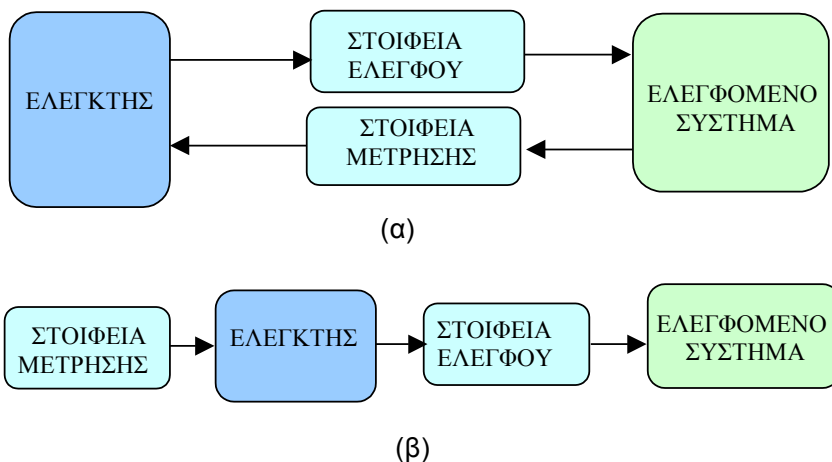 ΕΛΕΓΚΤΗΣ
ΣΤΟΙΦΕΙΑ
ΕΛΕΓΦΟΥ
ΣΤΟΙΦΕΙΑ
ΜΕΤΡΗΣΗΣ
ΕΛΕΓΦΟΜΕΝΟ
ΣΥΣΤΗΜΑ
(α)
ΣΤΟΙΦΕΙΑ
ΜΕΤΡΗΣΗΣ
ΕΛΕΓΚΤΗΣ
ΣΤΟΙΦΕΙΑ
ΕΛΕΓΦΟΥ
ΕΛΕΓΦΟΜΕΝΟ
ΣΥΣΤΗΜΑ
(β)